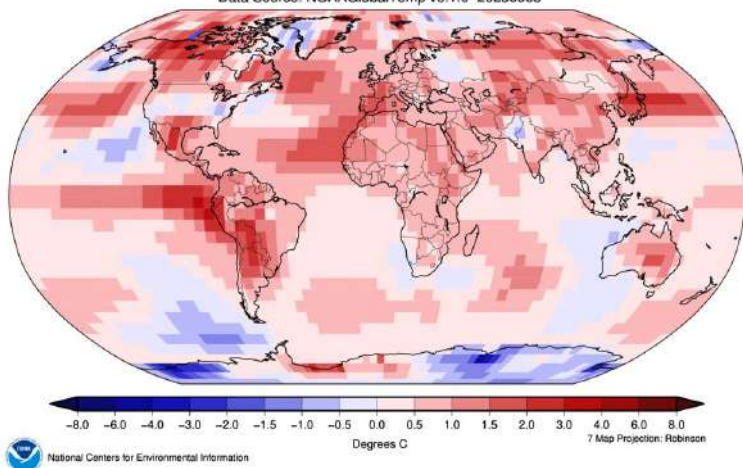 −8.0 −6.0 −4.0 −3.0 −2.0 −1.5 −1.0 −0.5 0.0 0.5 1.0 1.5 2.0 3.0 4.0 6.0 8.0
Degrees C
7 Map Projection: Robinson
National Centers for Environmental Information